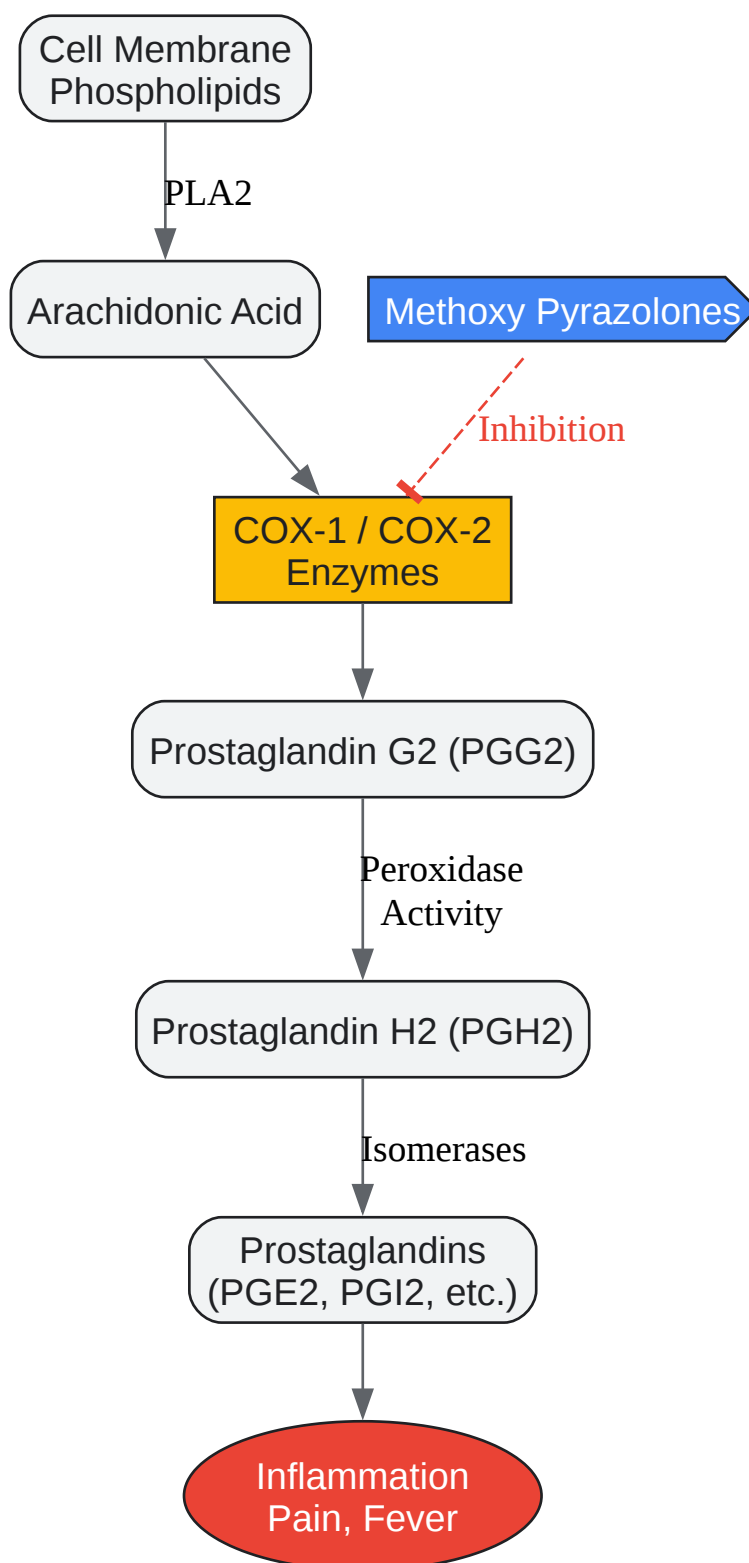 Cell Membrane
Phospholipids
PLA2
Arachidonic Acid
Methoxy Pyrazolones
Inhibition
COX-1 / COX-2
Enzymes
Prostaglandin G2 (PGG2)
Peroxidase
Activity
Prostaglandin H2 (PGH2)
Isomerases
Prostaglandins
(PGE2, PGI2, etc.)
Inflammation
Pain, Fever